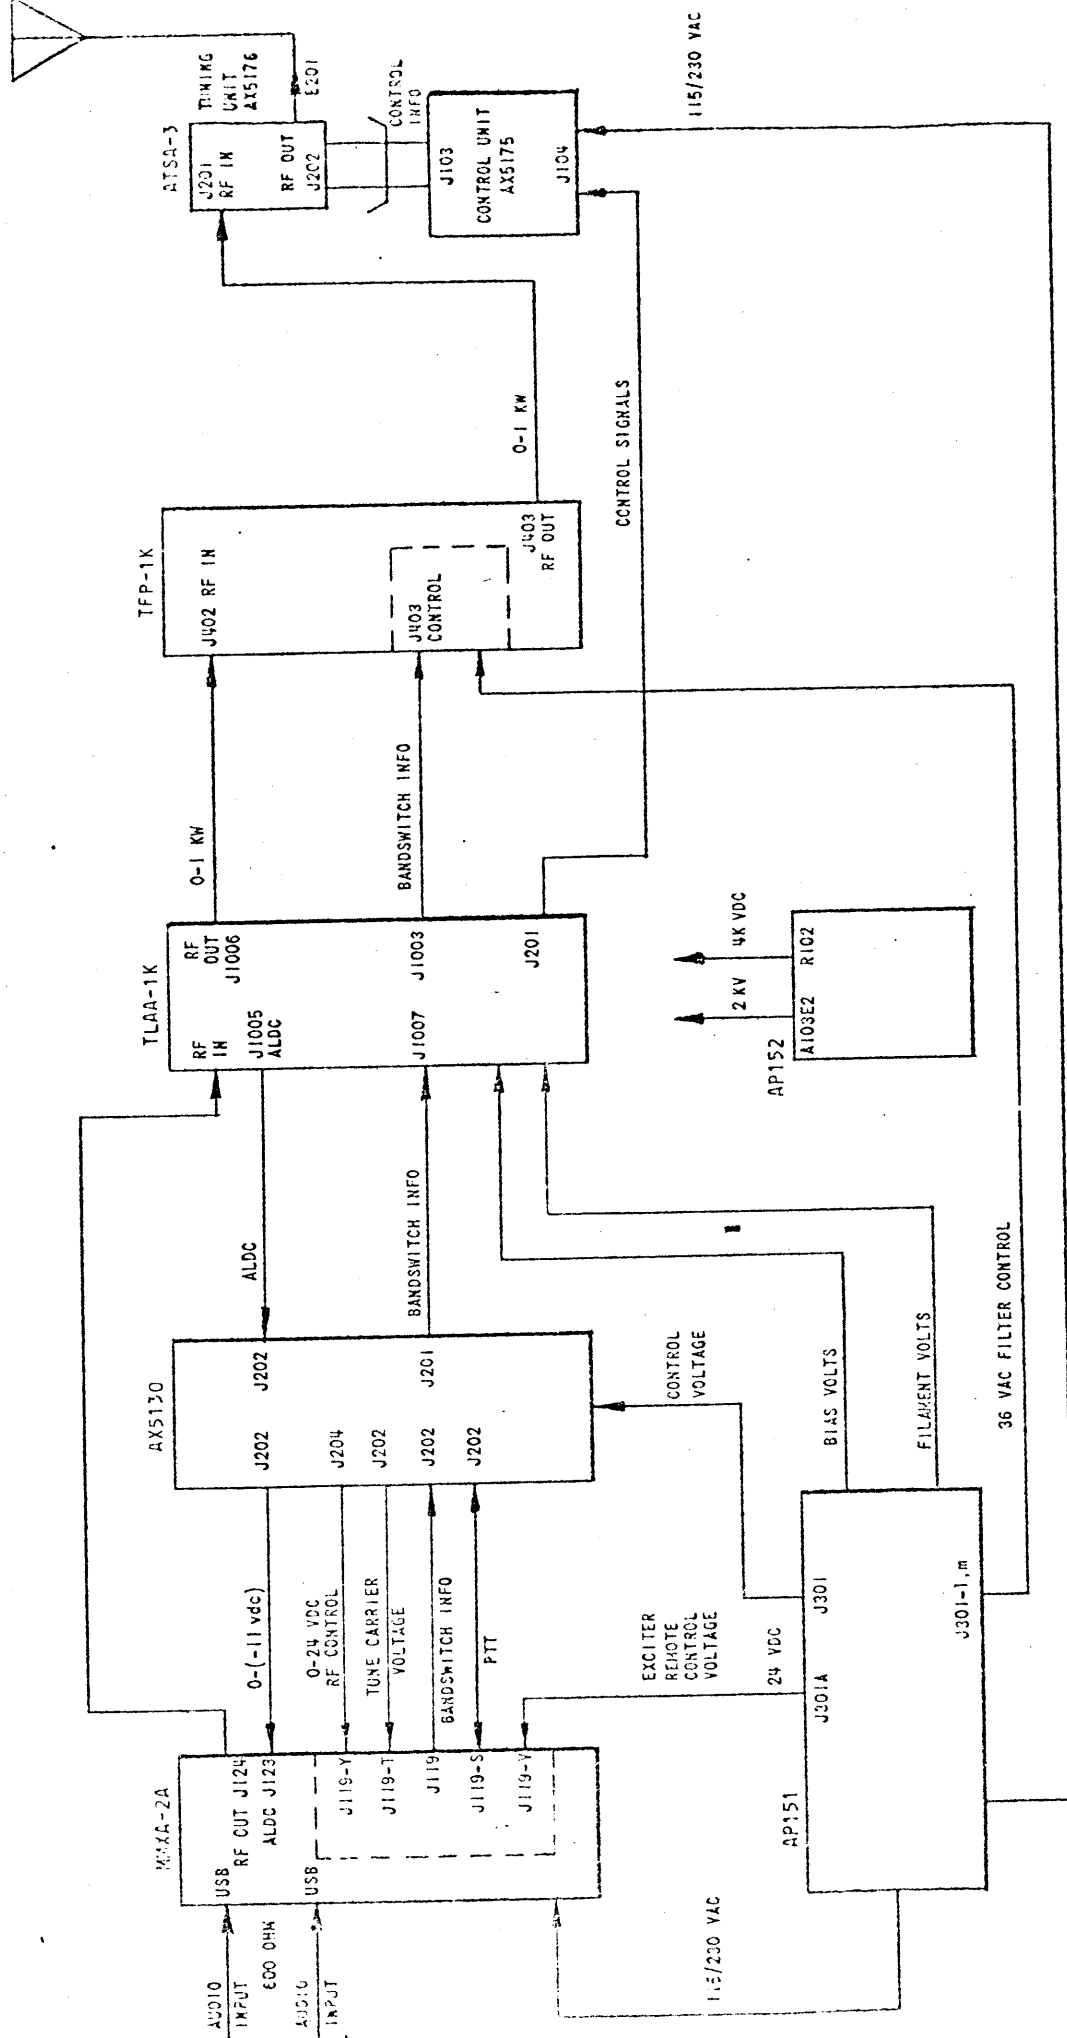 AUDIO
INPUT
600 OHM
AUDIO
INPUT
MMXA-2A
USB
RF OUT J124
ALDC J123
USB
J119-Y
J119-T
J119
J119-S
J119-V
115/230 VAC
0-(-11 vdc)
0-24 VDC
RF CONTROL
TUNE CARRIER
VOLTAGE
BANDSWITCH INFO
PTT
EXCITER
REMOTE
CONTROL
VOLTAGE
24 VDC
AP151
J301A
J301
J301-1,m
AX5130
J202
J202
J204
J202
J202
J201
J202
CONTROL
VOLTAGE
BIAS VOLTS
FILAMENT VOLTS
36 VAC FILTER CONTROL
ALDC
BANDSWITCH INFO
TLAA-1K
RF
IN
RF
OUT
J1006
J1005
ALDC
J1007
J1003
J201
AP152
A103E2
R102
2 KV
4K VDC
0-1 KW
BANDSWITCH INFO
CONTROL SIGNALS
TFP-1K
J402 RF IN
J403
CONTROL
J403
RF OUT
0-1 KW
ATSA-3
TUNING
UNIT
AX5176
J201
RF IN
RF OUT
J202
E201
CONTROL
INFO
J103
CONTROL UNIT
AX5175
J104
115/230 VAC